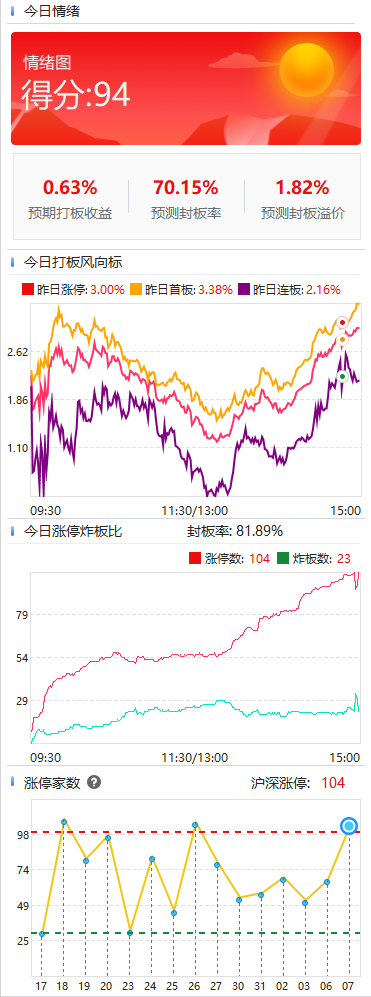 今日情绪
情绪图
得分:94
0.63% 70.15% 1.82%
预期打板收益 预测封板率 预测封板溢价
今日打板风向标
昨日涨停: 3.00% 昨日首板: 3.38% 昨日连板: 2.16%
2.62
1.86
1.10
09:30 11:30/13:00 15:00
今日涨停炸板比 封板率: 81.89%
涨停数: 104 炸板数: 23
79
54
29
09:30 11:30/13:00 15:00
涨停家数 ? 沪深涨停: 104
98
74
49
25
17 18 19 20 23 24 25 26 27 30 31 02 03 06 07